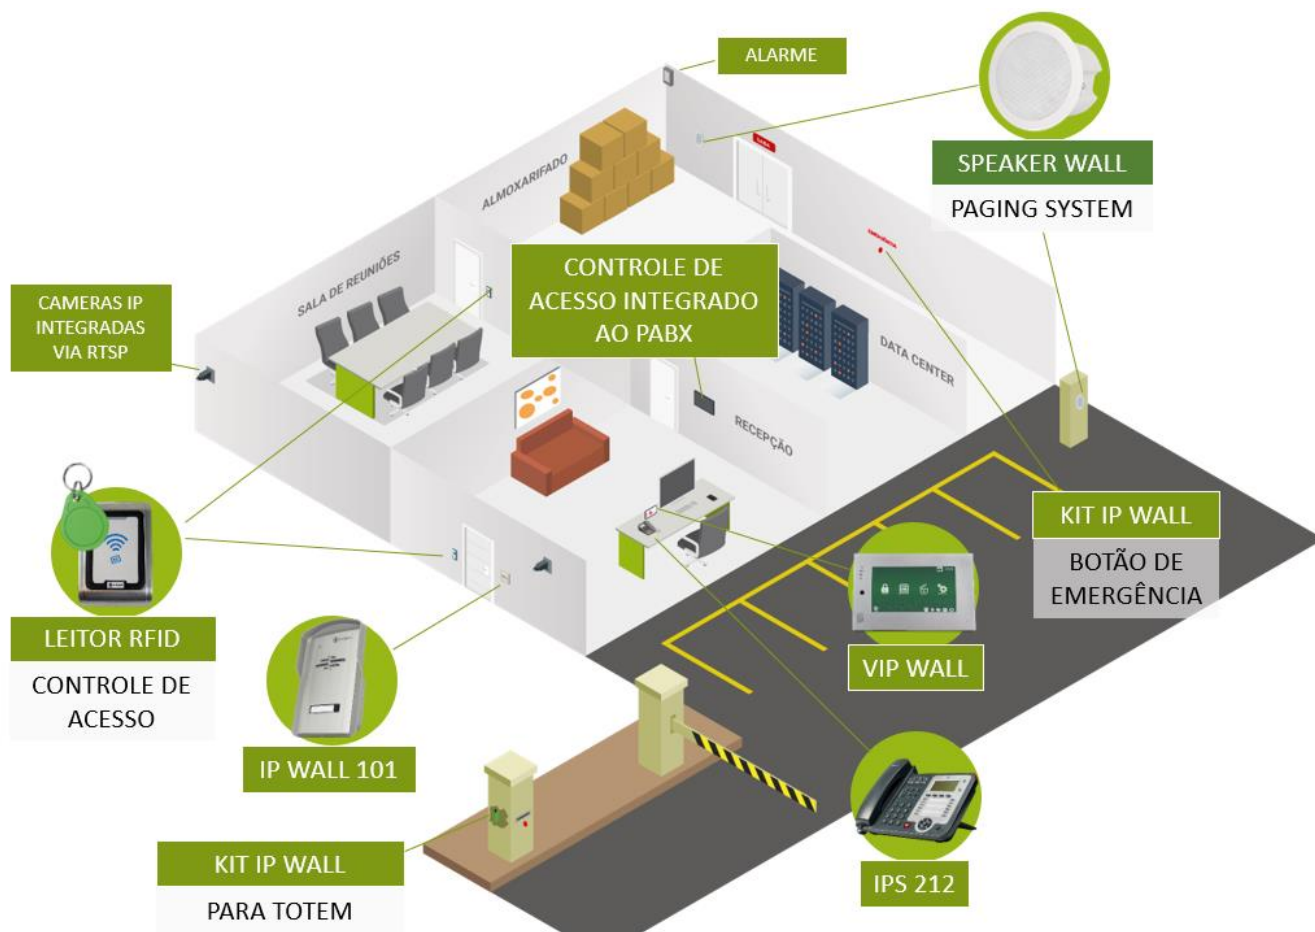 ALARME
SPEAKER WALL
PAGING SYSTEM
ALMOXARIFADO
SALA DE REUNIÕES
CONTROLE DE
ACESSO INTEGRADO
AO PABX
CAMERAS IP
INTEGRADAS
VIA RTSP
DATA CENTER
RECEPÇÃO
KIT IP WALL
BOTÃO DE
EMERGÊNCIA
LEITOR RFID
CONTROLE DE
ACESSO
VIP WALL
IP WALL 101
KIT IP WALL
PARA TOTEM
IPS 212